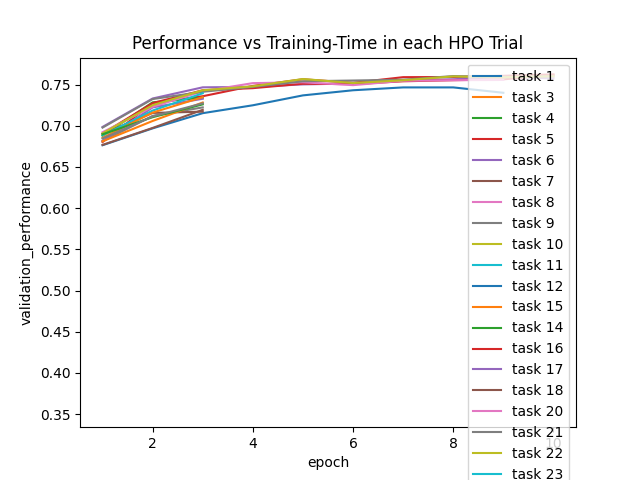 Performance vs Training-Time in each HPO Trial
validation_performance
0.75
0.70
0.65
0.60
0.55
0.50
0.45
0.40
0.35
2
4
6
8
10
epoch
task 1
task 3
task 4
task 5
task 6
task 7
task 8
task 9
task 10
task 11
task 12
task 15
task 14
task 16
task 17
task 18
task 20
task 21
task 22
task 23